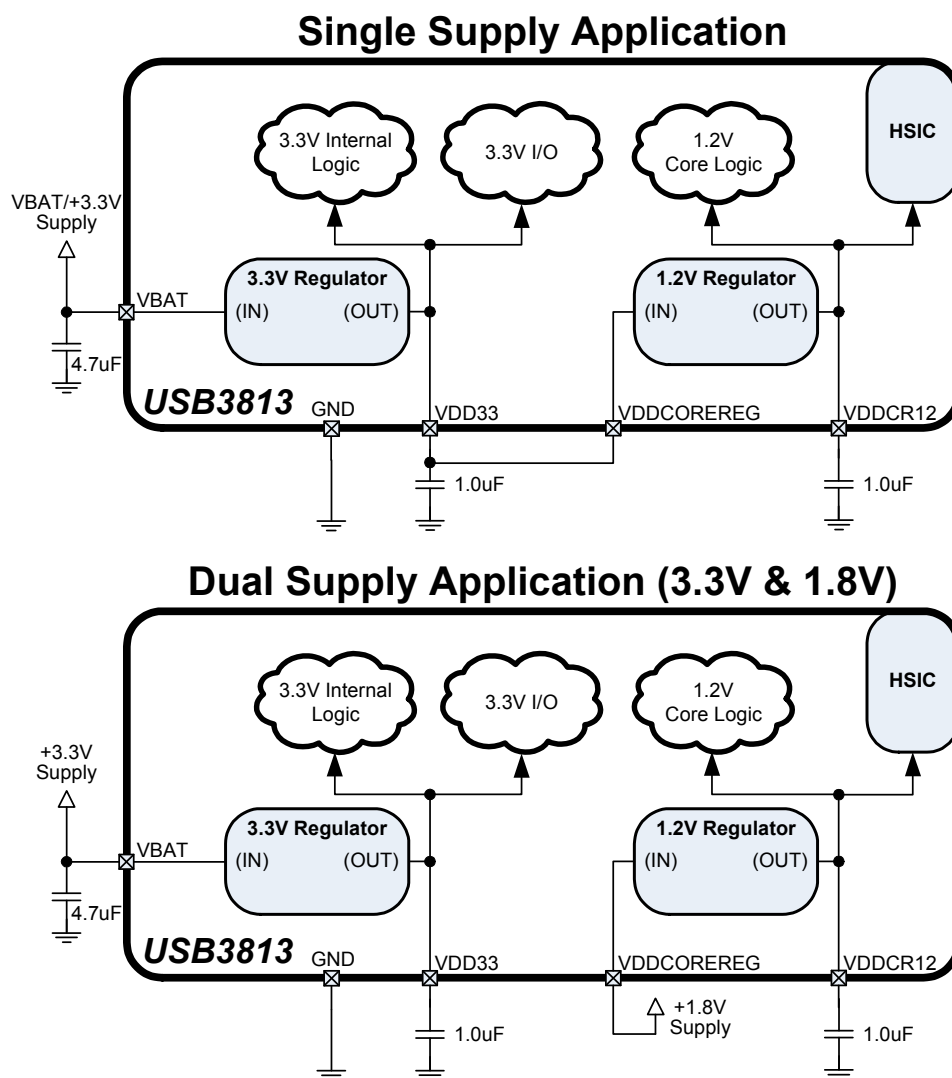 Single Supply Application
3.3V Internal
Logic
3.3V I/O
1.2V
Core Logic
HSIC
VBAT/+3.3V
Supply
VBAT
3.3V Regulator
(IN)
(OUT)
1.2V Regulator
(IN)
(OUT)
4.7uF
USB3813
GND
VDD33
VDDCOREREG
VDDCR12
1.0uF
1.0uF
Dual Supply Application (3.3V & 1.8V)
3.3V Internal
Logic
3.3V I/O
1.2V
Core Logic
HSIC
+3.3V
Supply
VBAT
3.3V Regulator
(IN)
(OUT)
1.2V Regulator
(IN)
(OUT)
4.7uF
USB3813
GND
VDD33
VDDCOREREG
VDDCR12
1.0uF
+1.8V
Supply
1.0uF